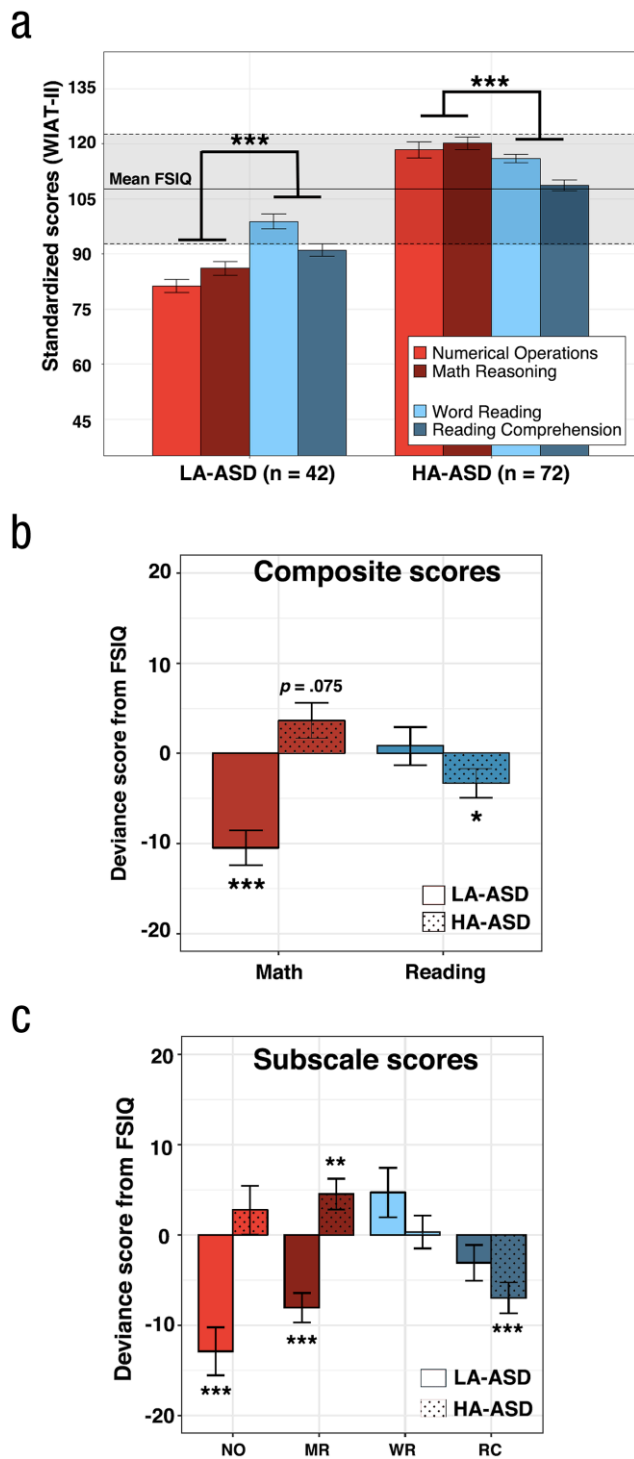 a
Standardized scores (WIAT-II)
135
120
105
90
75
60
45
***
***
Mean FSIQ
Numerical Operations
Math Reasoning
Word Reading
Reading Comprehension
LA-ASD (n = 42)
HA-ASD (n = 72)
b
Composite scores
Deviance score from FSIQ
20
10
0
-10
-20
p = .075
***
*
LA-ASD
HA-ASD
Math
Reading
c
Subscale scores
Deviance score from FSIQ
20
10
0
-10
-20
**
***
***
***
LA-ASD
HA-ASD
NO
MR
WR
RC